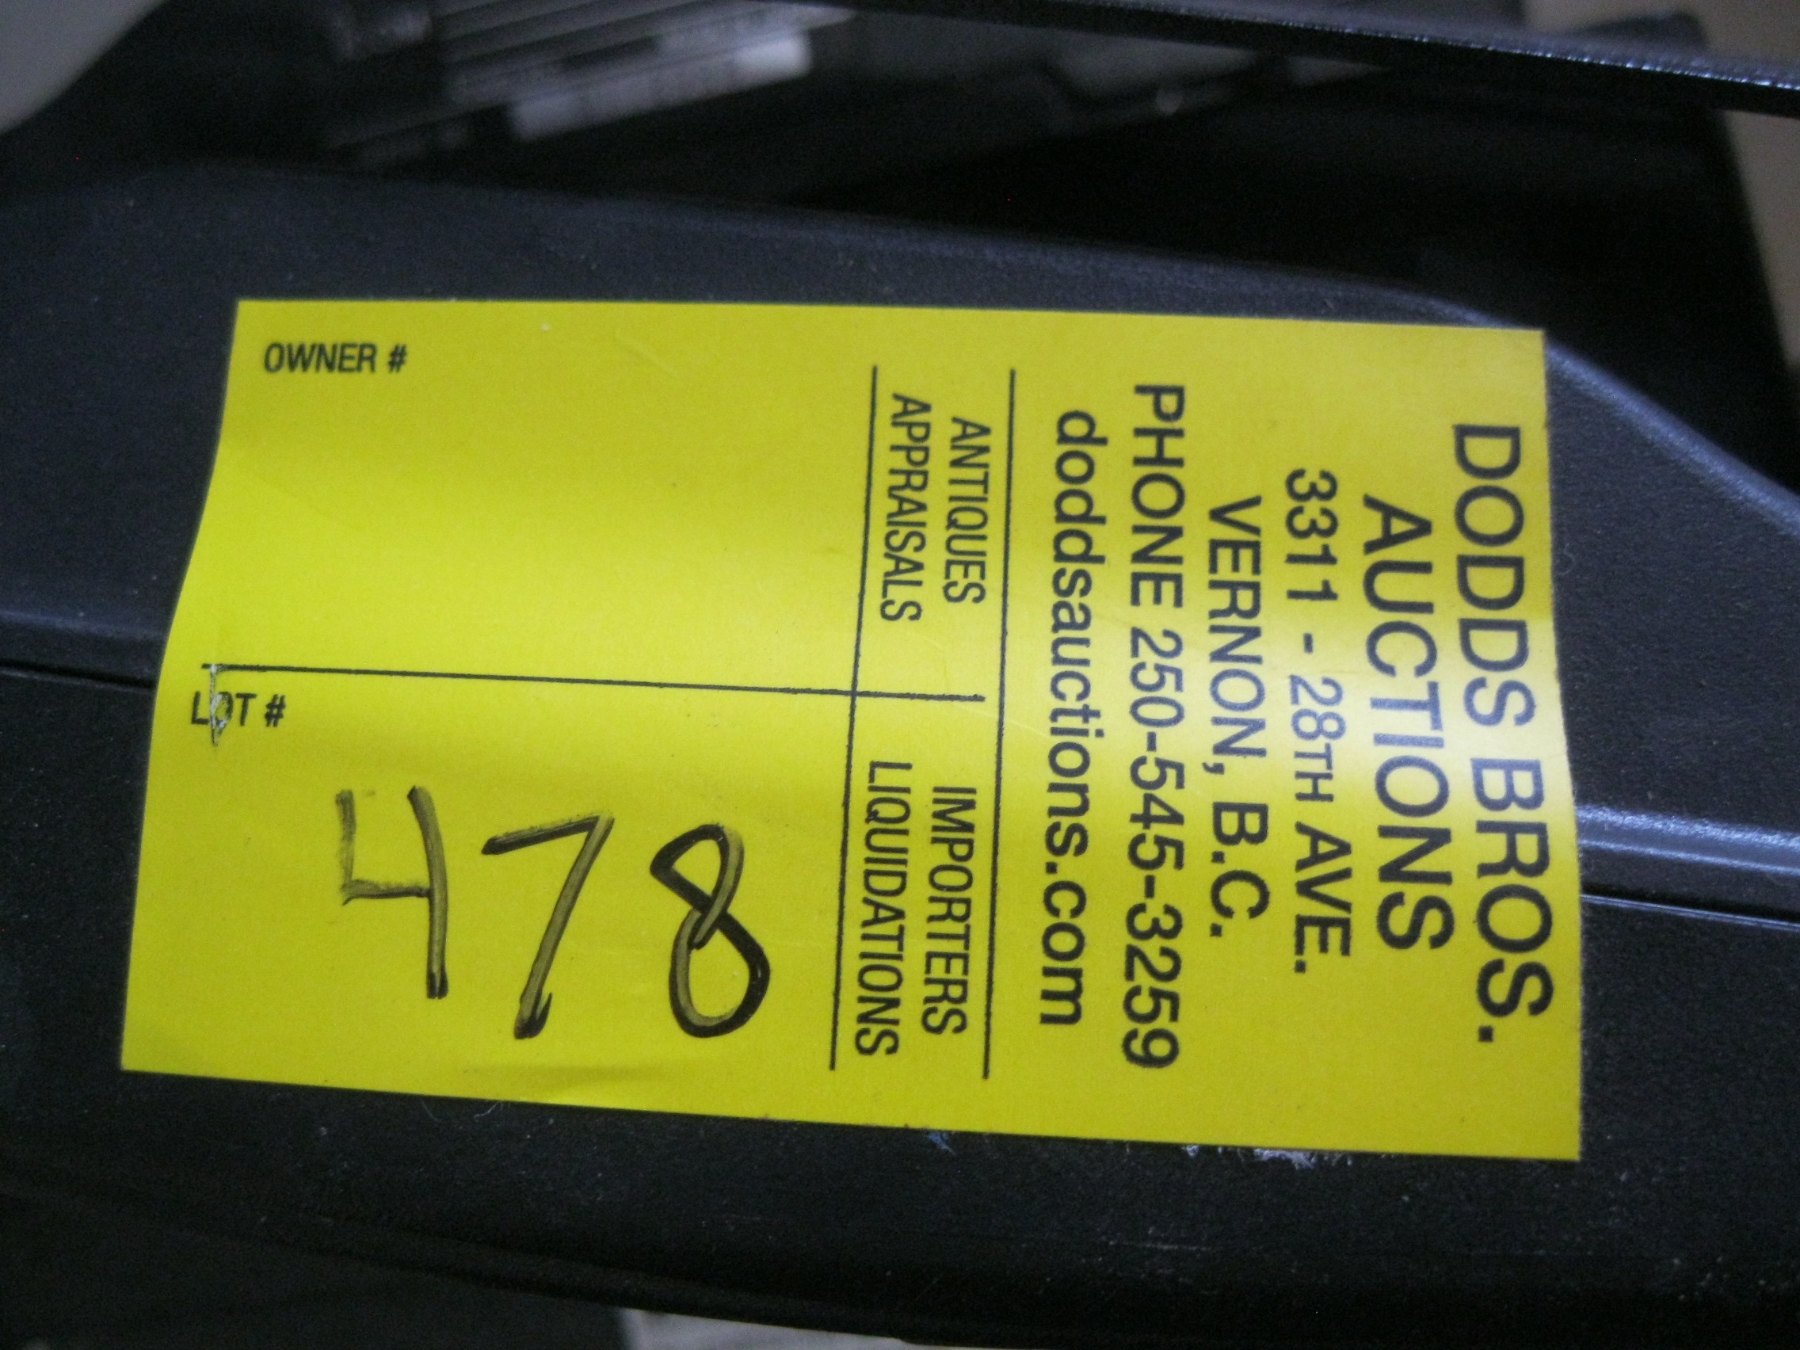 DODDS BROS.
AUCTIONS
3311 - 28TH AVE.
VERNON, B.C.
PHONE 250-545-3259
doddsauctions.com
ANTIQUES
APPRAISALS
IMPORTERS
LIQUIDATIONS
OWNER #
LOT #
478